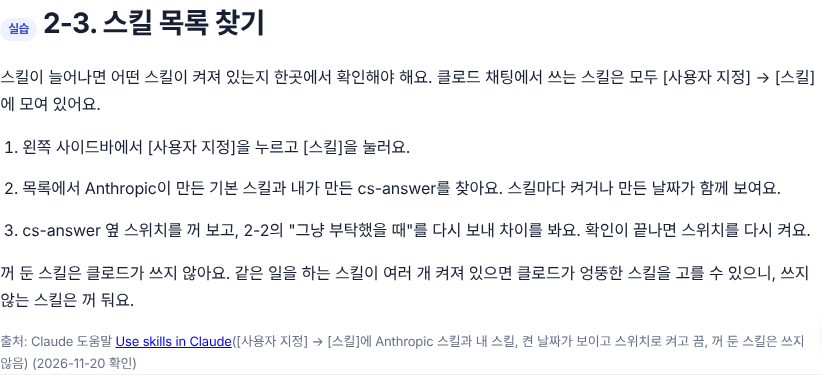 실습 2-3. 스킬 목록 찾기
스킬이 늘어나면 어떤 스킬이 켜져 있는지 한곳에서 확인해야 해요. 클로드 채팅에서 쓰는 스킬은 모두 [사용자 지정] → [스킬]
에 모여 있어요.
1. 왼쪽 사이드바에서 [사용자 지정]을 누르고 [스킬]을 눌러요.
2. 목록에서 Anthropic이 만든 기본 스킬과 내가 만든 cs-answer를 찾아요. 스킬마다 켜거나 만든 날짜가 함께 보여요.
3. cs-answer 옆 스위치를 꺼 보고, 2-2의 "그냥 부탁했을 때"를 다시 보내 차이를 봐요. 확인이 끝나면 스위치를 다시 켜요.
꺼 둔 스킬은 클로드가 쓰지 않아요. 같은 일을 하는 스킬이 여러 개 켜져 있으면 클로드가 엉뚱한 스킬을 고를 수 있으니, 쓰지
않는 스킬은 꺼 둬요.
출처: Claude 도움말 Use skills in Claude([사용자 지정] → [스킬]에 Anthropic 스킬과 내 스킬, 켠 날짜가 보이고 스위치로 켜고 끔, 꺼 둔 스킬은 쓰지
않음) (2026-11-20 확인)